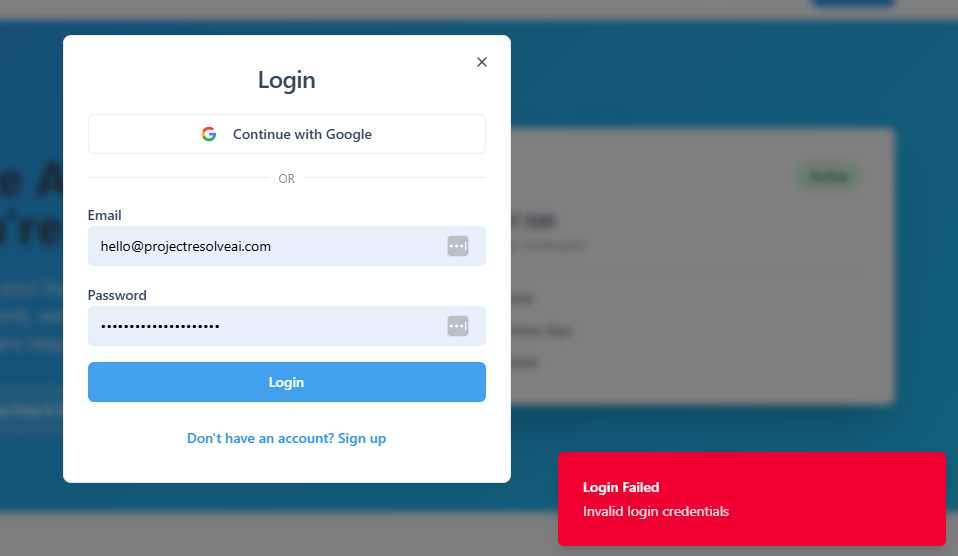 Login
Continue with Google
OR
Email
hello@projectresolveai.com
Password
•••••••••••••••••••••
Login
Don't have an account? Sign up
Login Failed
Invalid login credentials